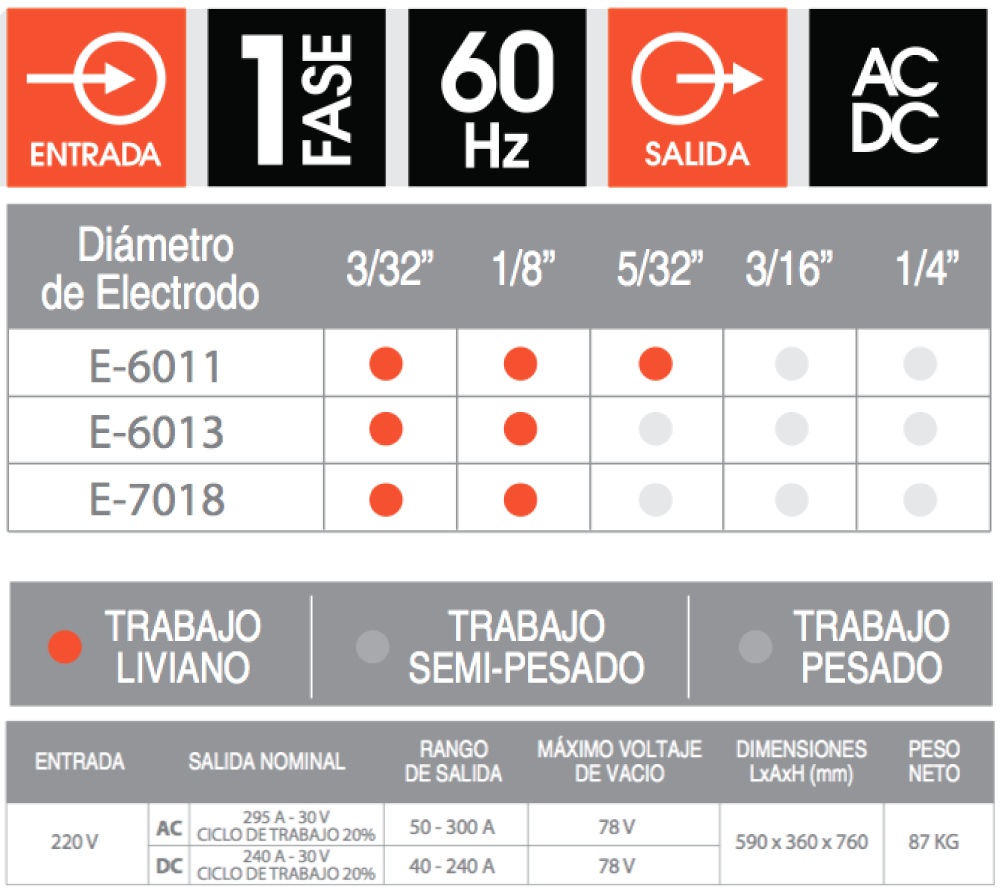 ENTRADA
1 FASE
60
Hz
SALIDA
AC
DC
Diámetro
de Electrodo
3/32” 1/8” 5/32” 3/16” 1/4”
E-6011
E-6013
E-7018
TRABAJO
LIVIANO
TRABAJO
SEMI-PESADO
TRABAJO
PESADO
ENTRADA
SALIDA NOMINAL
RANGO
DE SALIDA
MÁXIMO VOLTAJE
DE VACIO
DIMENSIONES
LxAxH (mm)
PESO
NETO
220 V
AC
295 A - 30 V
CICLO DE TRABAJO 20%
50 - 300 A
78 V
DC
240 A - 30 V
CICLO DE TRABAJO 20%
40 - 240 A
78 V
590 x 360 x 760
87 KG